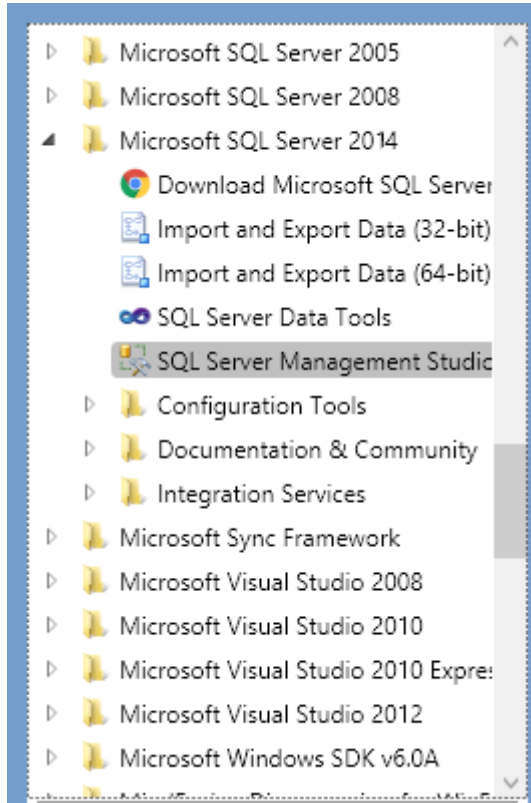 Microsoft SQL Server 2005
Microsoft SQL Server 2008
Microsoft SQL Server 2014
Download Microsoft SQL Server
Import and Export Data (32-bit)
Import and Export Data (64-bit)
SQL Server Data Tools
SQL Server Management Studio
Configuration Tools
Documentation & Community
Integration Services
Microsoft Sync Framework
Microsoft Visual Studio 2008
Microsoft Visual Studio 2010
Microsoft Visual Studio 2010 Expre
Microsoft Visual Studio 2012
Microsoft Windows SDK v6.0A